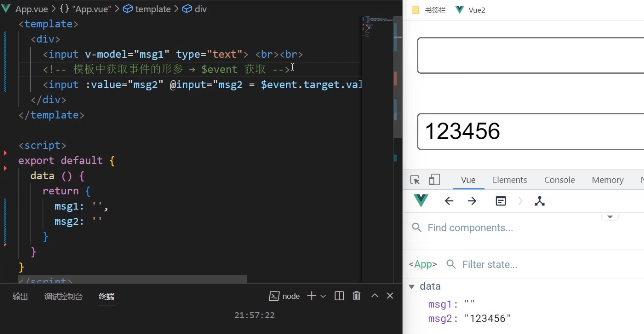 App.vue > {} "App.vue" > template > div
<template>
<div>
<input v-model="msg1" type="text"> <br><br>
<!-- 模板中获取事件的形参 → $event 获取 -->
<input :value="msg2" @input="msg2 = $event.target.val
</div>
</template>
<script>
export default {
data () {
return {
msg1: '',
msg2: ''
}
}
}
</script>
输出 调试控制台 终端
node
21:57:22
书签栏 Vue2
123456
Vue Elements Console Memory N
Find components...
<App> Filter state...
data
msg1: ""
msg2: "123456"